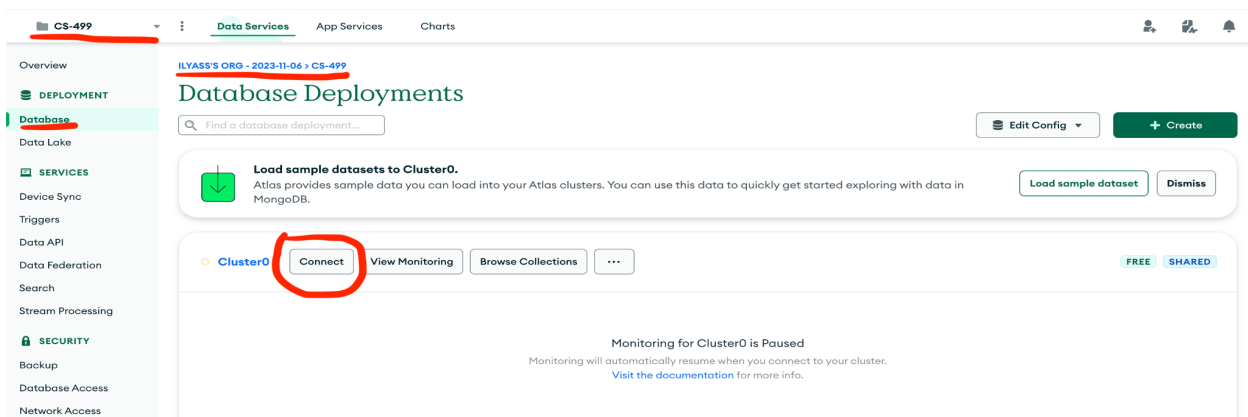 CS-499
Data Services App Services Charts
Overview
DEPLOYMENT
Database
Data Lake
SERVICES
Device Sync
Triggers
Data API
Data Federation
Search
Stream Processing
SECURITY
Backup
Database Access
Network Access
ILYASS'S ORG - 2023-11-06 > CS-499
Database Deployments
Find a database deployment...
Edit Config
+ Create
Load sample datasets to Cluster0.
Atlas provides sample data you can load into your Atlas clusters. You can use this data to quickly get started exploring with data in
MongoDB.
Load sample dataset Dismiss
Cluster0 Connect View Monitoring Browse Collections ...
FREE SHARED
Monitoring for Cluster0 is Paused
Monitoring will automatically resume when you connect to your cluster.
Visit the documentation for more info.